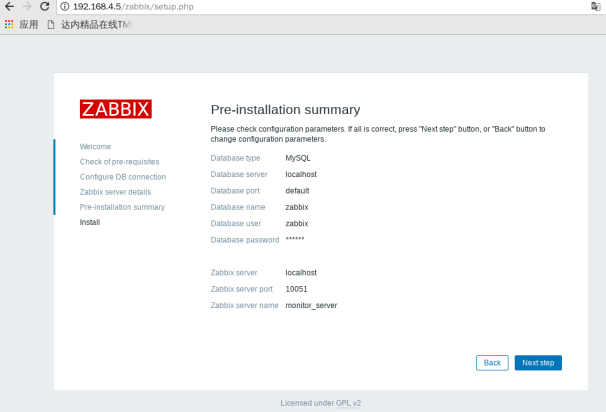 192.168.4.5/zabbix/setup.php
应用 达内精品在线TM
ZABBIX
Welcome
Check of pre-requisites
Configure DB connection
Zabbix server details
Pre-installation summary
Install
Pre-installation summary
Please check configuration parameters. If all is correct, press "Next step" button, or "Back" button to
change configuration parameters.
Database type MySQL
Database server localhost
Database port default
Database name zabbix
Database user zabbix
Database password ******
Zabbix server localhost
Zabbix server port 10051
Zabbix server name monitor_server
Back Next step
Licensed under GPL v2